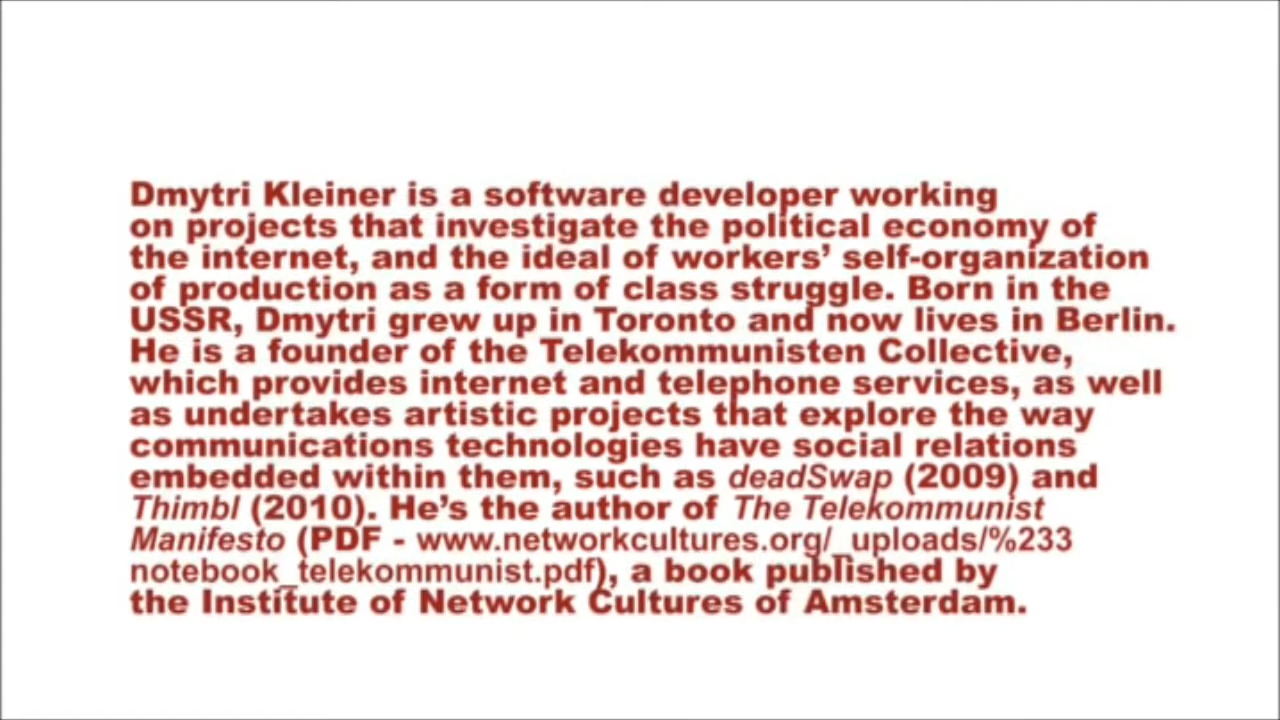 Dmytri Kleiner is a software developer working
on projects that investigate the political economy of
the internet, and the ideal of workers’ self-organization
of production as a form of class struggle. Born in the
USSR, Dmytri grew up in Toronto and now lives in Berlin.
He is a founder of the Telekommunisten Collective,
which provides internet and telephone services, as well
as undertakes artistic projects that explore the way
communications technologies have social relations
embedded within them, such as deadSwap (2009) and
Thimbl (2010). He’s the author of The Telekommunist
Manifesto (PDF - www.networkcultures.org/_uploads/%233
notebook_telekommunist.pdf), a book published by
the Institute of Network Cultures of Amsterdam.